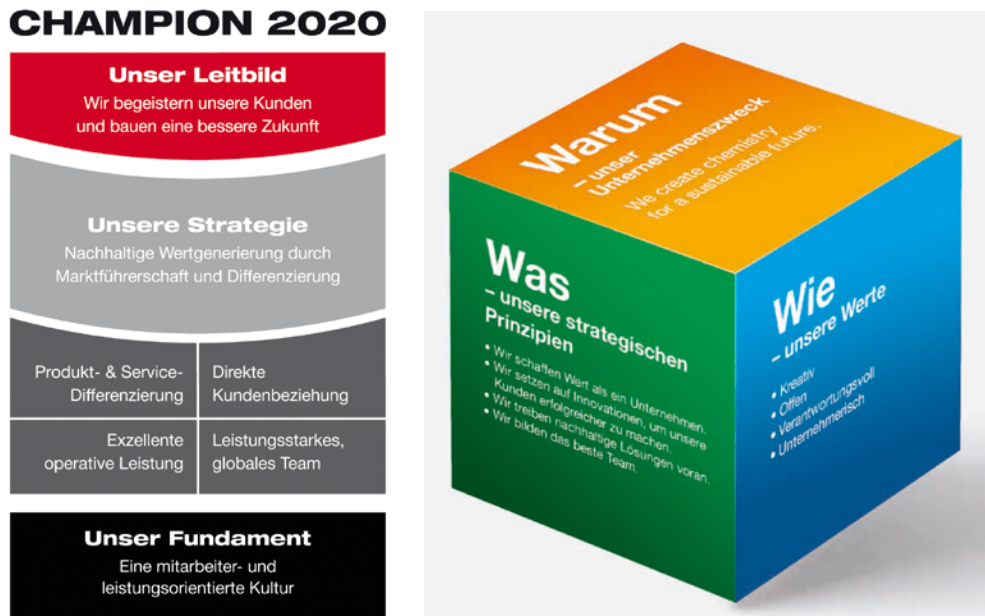 CHAMPION 2020
Unser Leitbild
Wir begeistern unsere Kunden
und bauen eine bessere Zukunft
Unsere Strategie
Nachhaltige Wertgenerierung durch
Marktführerschaft und Differenzierung
Produkt- & Service-
Differenzierung
Direkte
Kundenbeziehung
Exzellente
operative Leistung
Leistungsstarkes,
globales Team
Unser Fundament
Eine mitarbeiter- und
leistungsorientierte Kultur
Warum
– unser
Unternehmenszweck
We create chemistry
for a sustainable future.
Was
– unsere strategischen
Prinzipien
• Wir schaffen Wert als ein Unternehmen.
• Wir setzen auf Innovationen, um unsere
Kunden erfolgreicher zu machen.
• Wir treiben nachhaltige Lösungen voran.
• Wir bilden das beste Team.
Wie
– unsere Werte
• Kreativ
• Offen
• Verantwortungsvoll
• Unternehmerisch